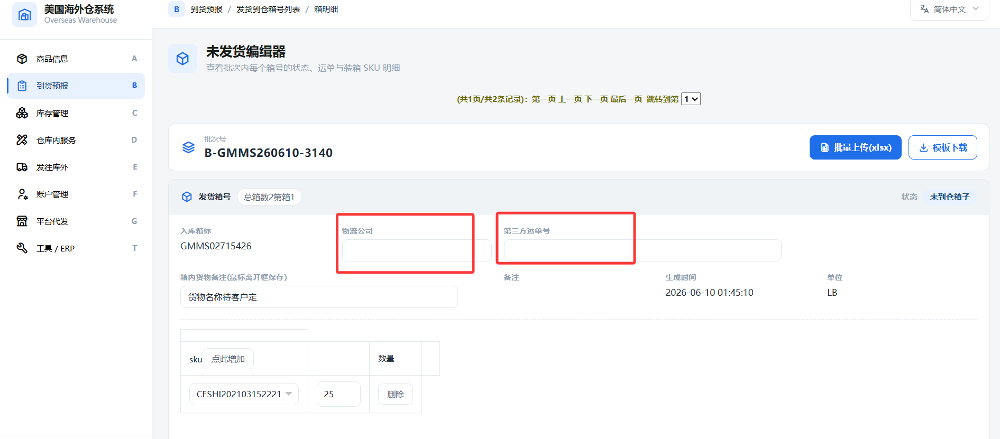 美国海外仓系统
Overseas Warehouse
B 到货预报 / 发货到仓箱号列表 / 箱明细
简体中文
商品信息 A
到货预报 B
库存管理 C
仓库内服务 D
发往库外 E
账户管理 F
平台代发 G
工具 / ERP T
未发货编缉器
查看批次内每个箱号的状态、运单与装箱 SKU 明细
(共1页/共2条记录): 第一页 上一页 下一页 最后一页 跳转到第 1
批次号
B-GMMS260610-3140
批量上传(xlsx)
模板下载
发货箱号 总箱数2第箱1
状态 未到仓箱子
入库箱标
GMMS02715426
物流公司
第三方运单号
箱内货物备注(鼠标离开框保存)
货物名称待客户定
备注
生成时间
2026-06-10 01:45:10
单位
LB
sku 点此增加
数量
CESHI202103152221
25
删除